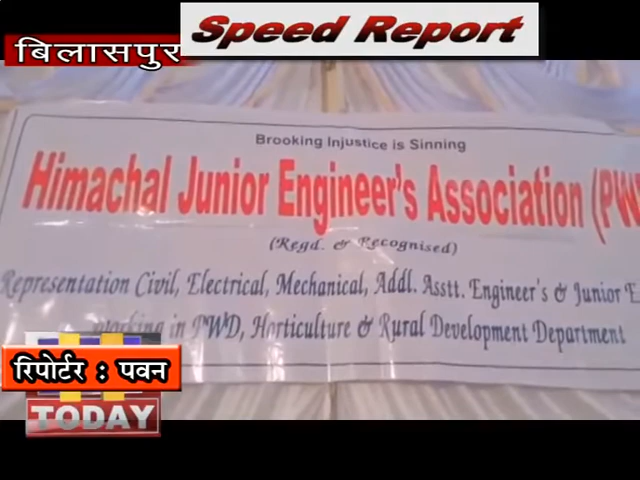 Speed Report
बिलासपुर
Brooking Injustice is Sinning
Himachal Junior Engineer's Association
(Regd. & Recognised)
Representation Civil, Electrical, Mechanical, Addl. Asstt. Engineer's & Junior
working in PWD, Horticulture & Rural Development Department
रिपोर्टर : पवन
TODAY